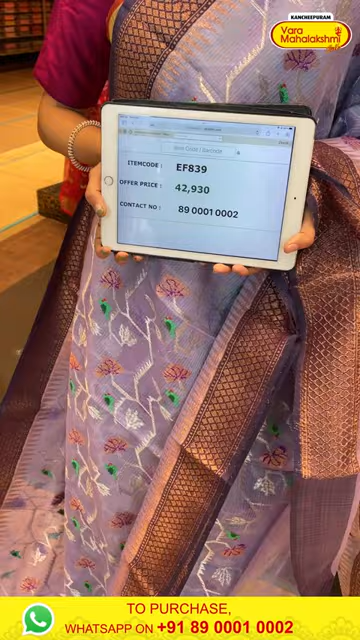 KANCHEEPURAM
Vara
Mahalakshmi
ITEMCODE : EF839
OFFER PRICE : 42,930
CONTACT NO : 89 0001 0002
TO PURCHASE,
WHATSAPP ON +91 89 0001 0002